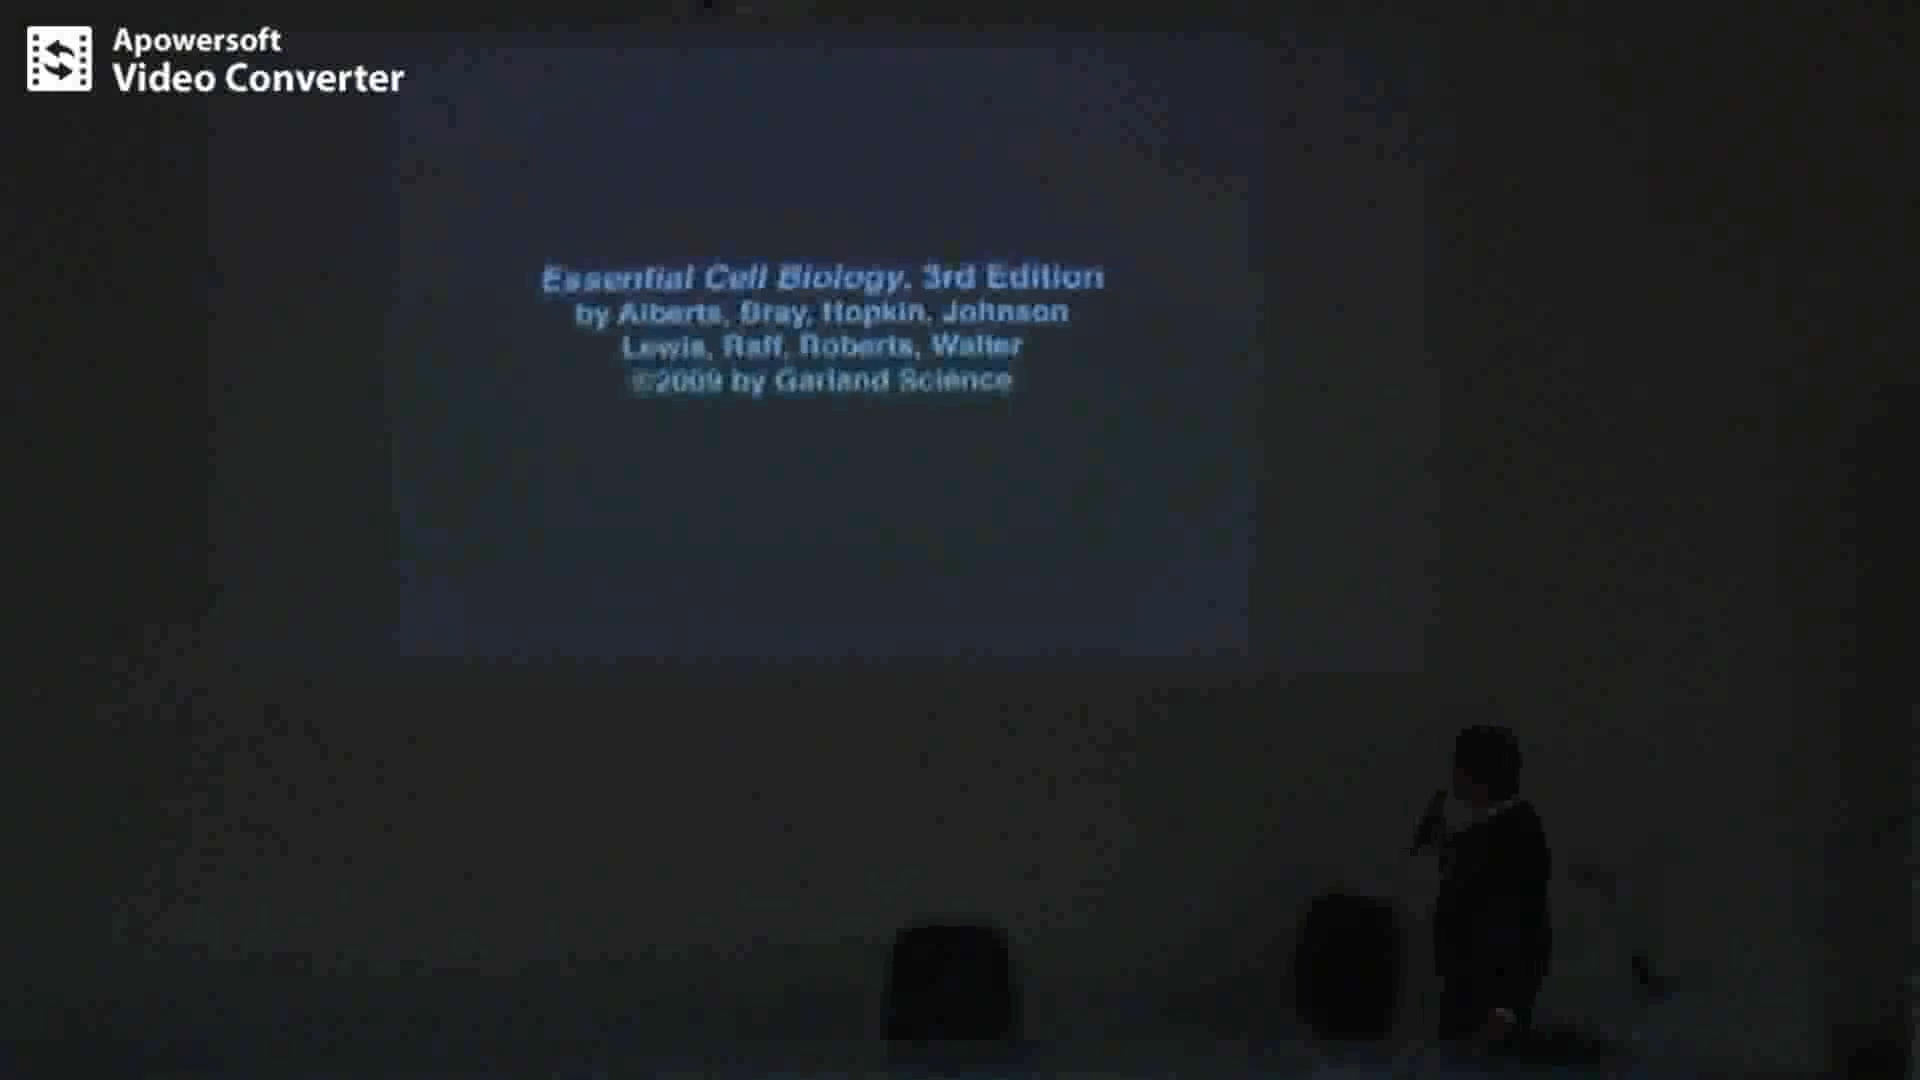 Apowersoft
Video Converter
Essential Cell Biology, 3rd Edition
by Alberts, Bray, Hopkin, Johnson
Lewis, Raff, Roberts, Walter
©2009 by Garland Science